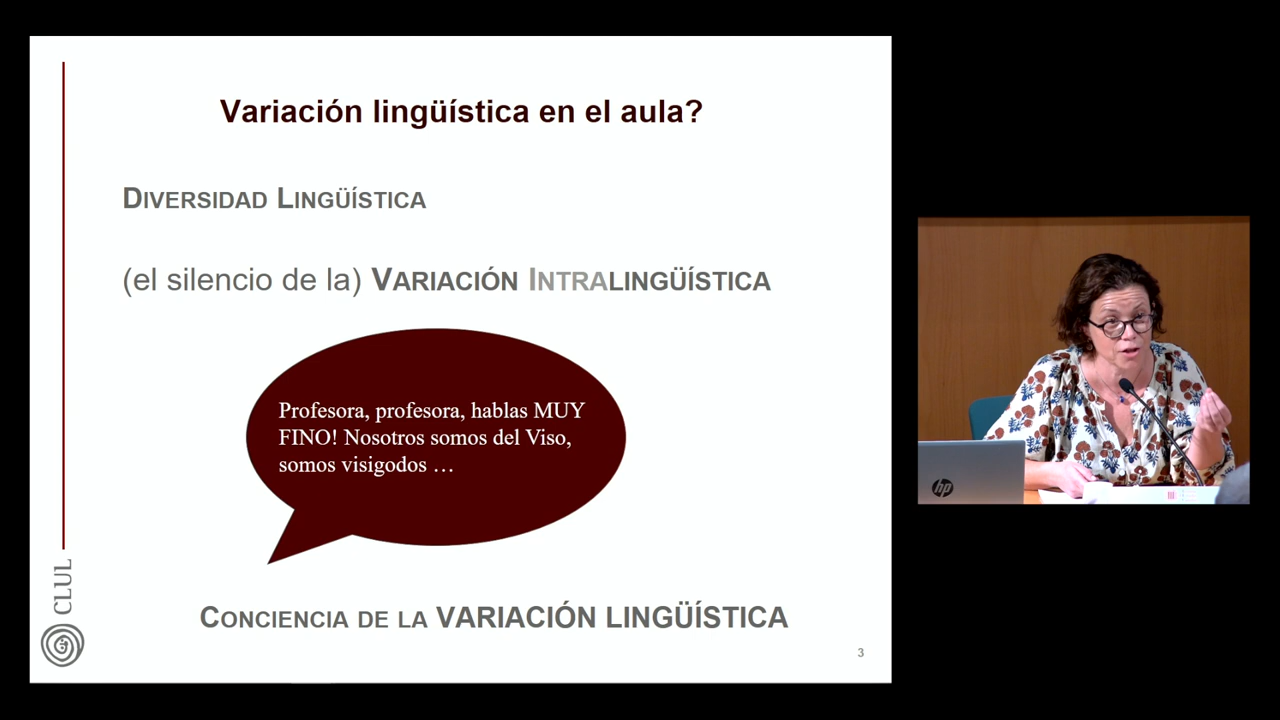 Variación lingüística en el aula?
DIVERSIDAD LINGÜÍSTICA
(el silencio de la) VARIACIÓN INTRALINGÜÍSTICA
Profesora, profesora, hablas MUY
FINO! Nosotros somos del Viso,
somos visigodos …
CONCIENCIA DE LA VARIACIÓN LINGÜÍSTICA
CLUL
3
hp